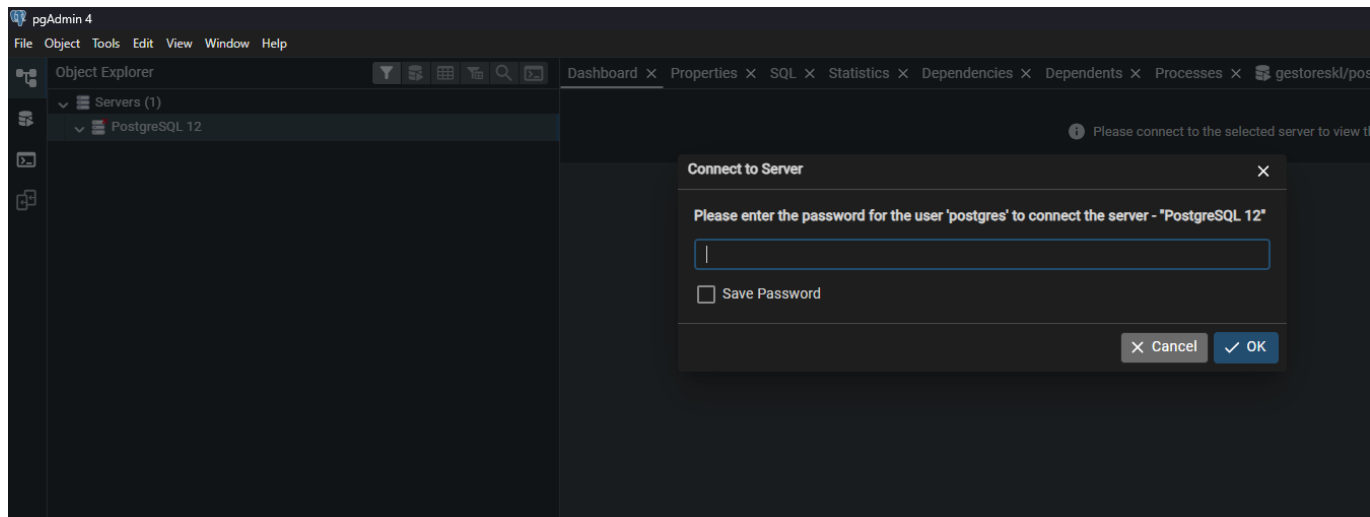 pgAdmin 4
File Object Tools Edit View Window Help
Object Explorer
Dashboard Properties SQL Statistics Dependencies Dependents Processes gestoreskl/pos
Servers (1)
PostgreSQL 12
Please connect to the selected server to view t
Connect to Server
Please enter the password for the user 'postgres' to connect the server - "PostgreSQL 12"
Save Password
Cancel OK